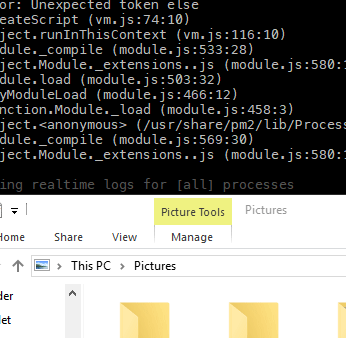 or: Unexpected token else
eateScript (vm.js:74:10)
ject.runInThisContext (vm.js:116:10)
dule._compile (module.js:533:28)
ject.Module._extensions..js (module.js:580:1
dule.load (module.js:503:32)
yModuleLoad (module.js:466:12)
nction.Module._load (module.js:458:3)
ject.<anonymous> (/usr/share/pm2/lib/Process
dule._compile (module.js:569:30)
ject.Module._extensions..js (module.js:580:1
ing realtime logs for [all] processes
Picture Tools Pictures
Home Share View Manage
This PC > Pictures
der
let